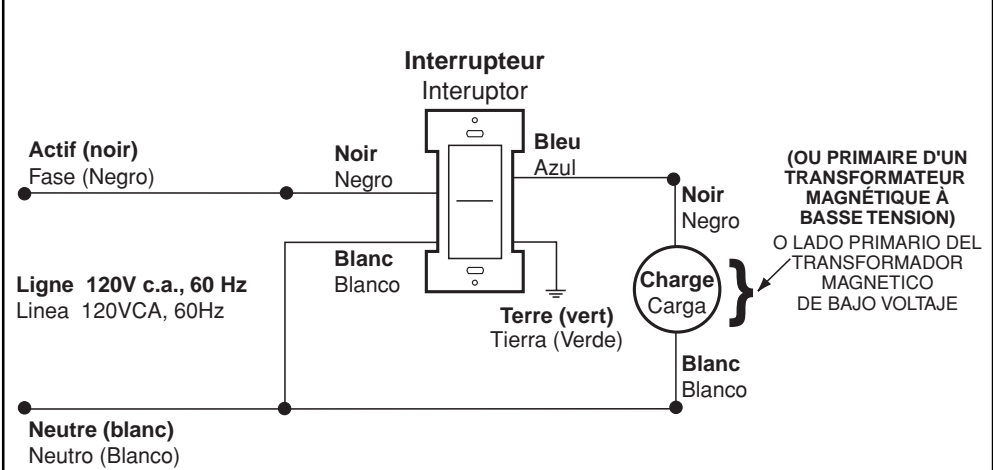 Interrupteur
Interuptor
Actif (noir)
Fase (Negro)
Noir
Negro
Bleu
Azul
Noir
Negro
(OU PRIMAIRE D'UN
TRANSFORMATEUR
MAGNÉTIQUE À
BASSE TENSION)
O LADO PRIMARIO DEL
TRANSFORMADOR
MAGNETICO
DE BAJO VOLTAJE
Blanc
Blanco
Ligne 120V c.a., 60 Hz
Linea 120VCA, 60Hz
Terre (vert)
Tierra (Verde)
Charge
Carga
Blanc
Blanco
Neutre (blanc)
Neutro (Blanco)